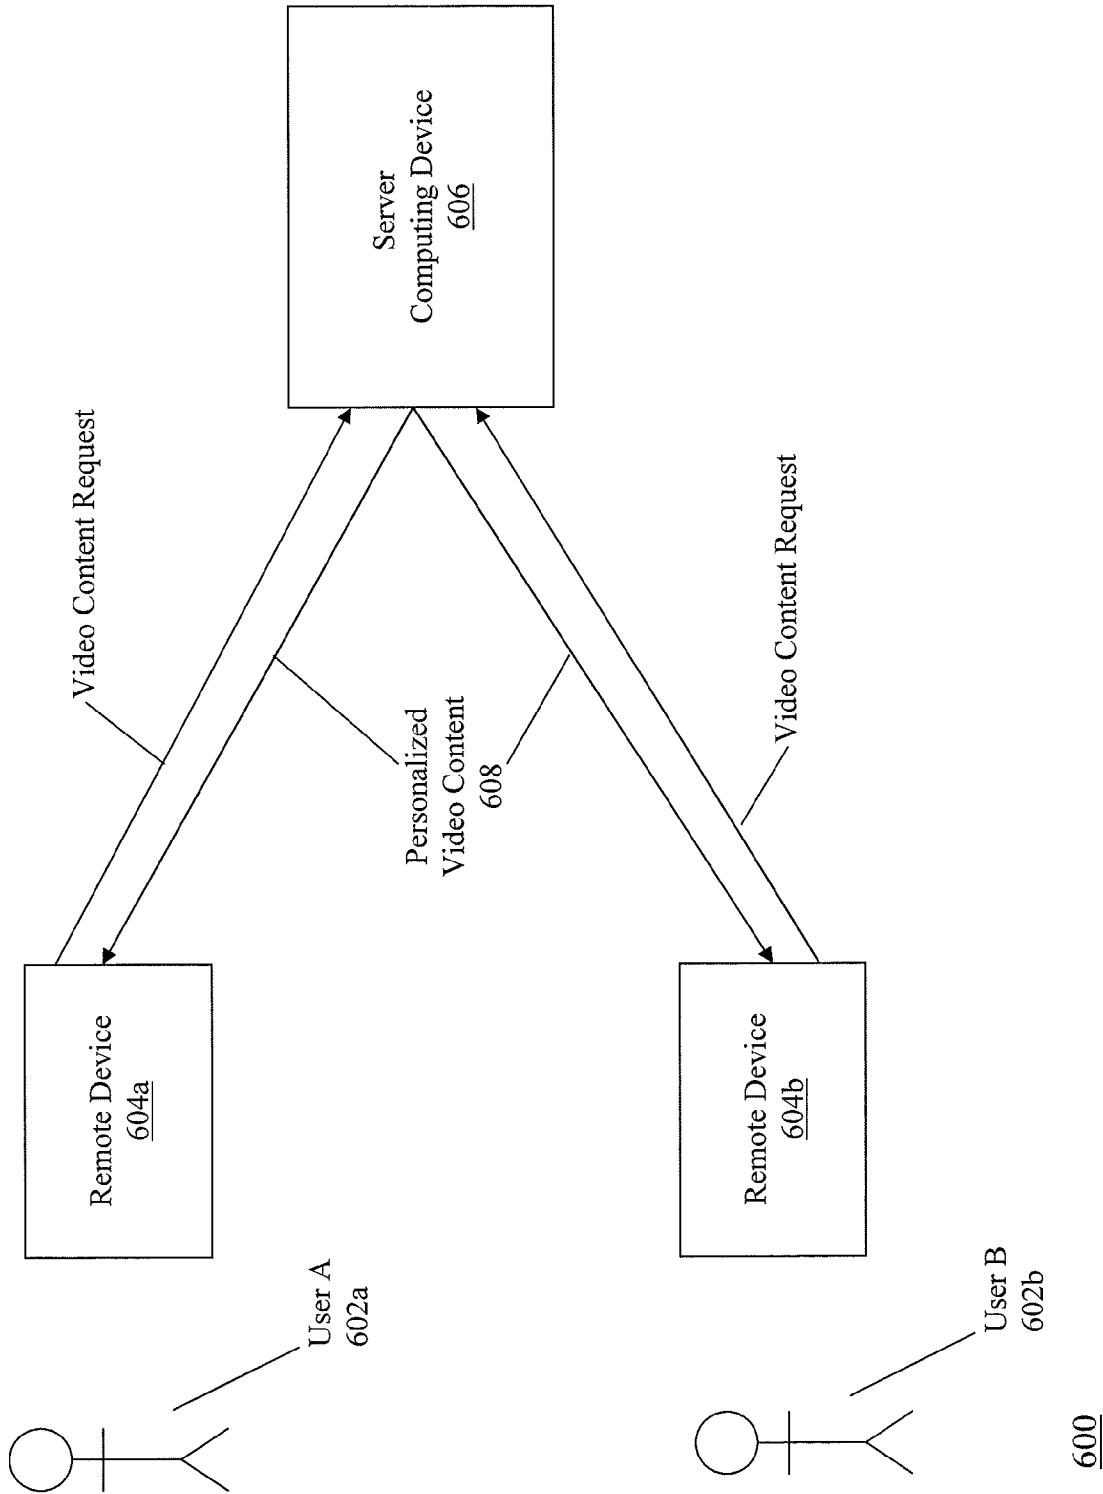 Video Content Request
User A
602a
Remote Device
604a
Personalized
Video Content
608
Server
Computing Device
606
User B
602b
Remote Device
604b
Video Content Request
600